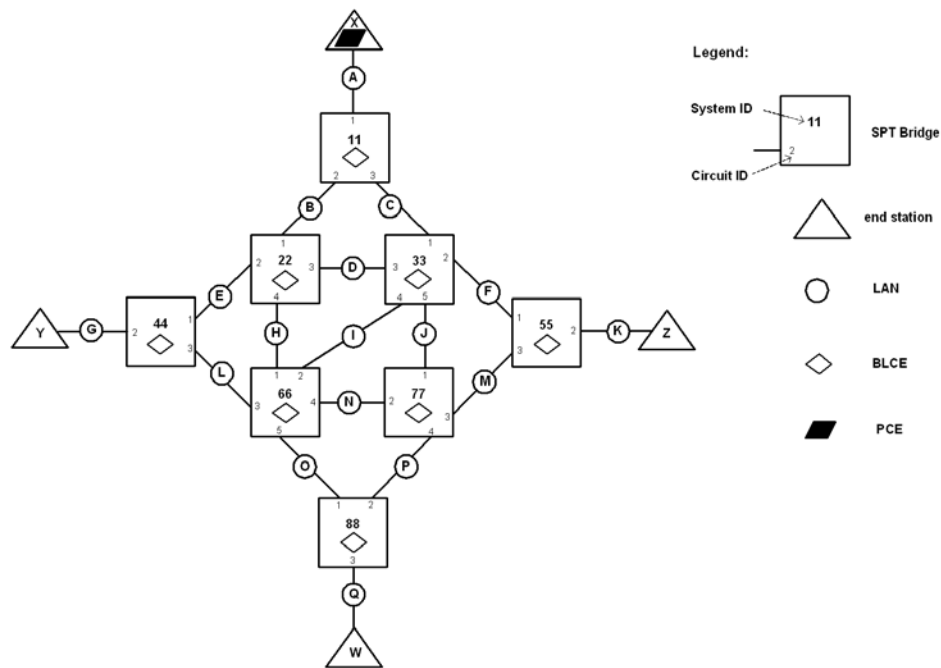 X
A
1
11
2 3
B C
1 1
22 33
2 3 D 3 2
E F
4 4 5
44 55
Y G 2 1 H I J 1 2 K Z
3 3
L M
1 2 1
66 77
3 4 N 2 3
5 4
O P
1 2
88
3
Q
W
Legend:
System ID
11
SPT Bridge
2
Circuit ID
end station
LAN
BLCE
PCE